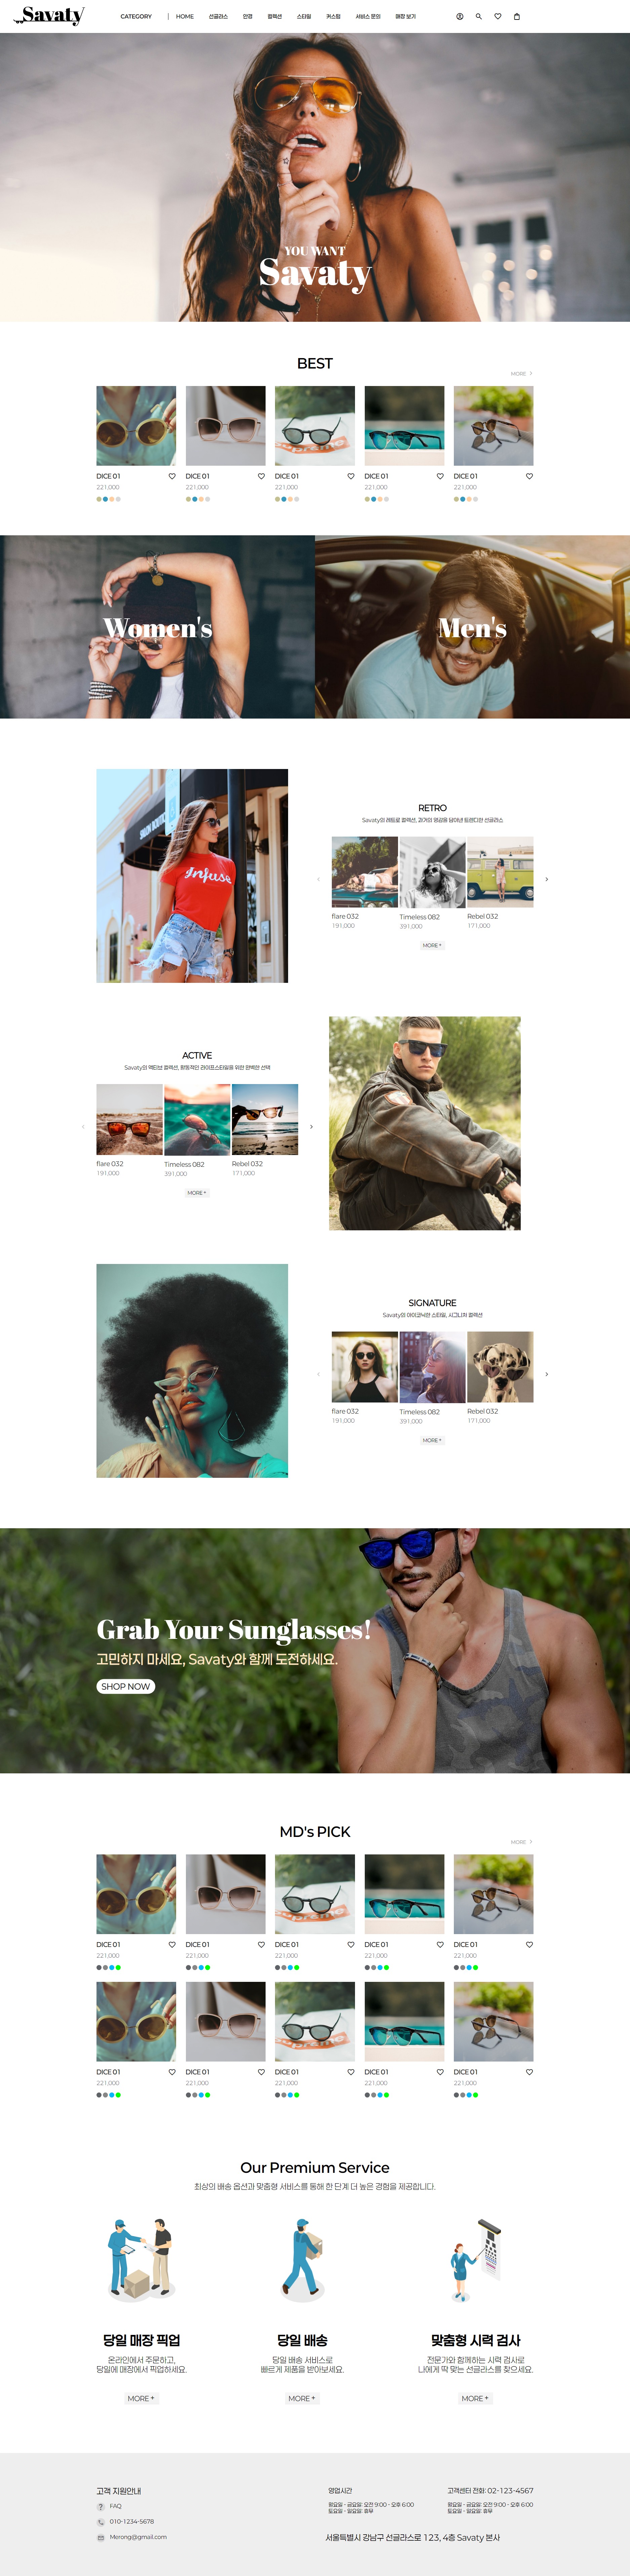 Savaty
CATEGORY | HOME 선글라스 안경 컬렉션 스타일 커스텀 서비스 문의 매장 보기
YOU WANT
Savaty
BEST
MORE >
DICE 01 DICE 01 DICE 01 DICE 01 DICE 01
221,000 221,000 221,000 221,000 221,000
Women's Men's
Infuse
RETRO
Savaty의 레트로 컬렉션, 과거의 영감을 담아낸 트렌디한 선글라스
flare 032 Timeless 082 Rebel 032
191,000 391,000 171,000
MORE +
ACTIVE
Savaty의 액티브 컬렉션, 활동적인 라이프스타일을 위한 완벽한 선택
flare 032 Timeless 082 Rebel 032
191,000 391,000 171,000
MORE +
SIGNATURE
Savaty의 아이코닉한 스타일, 시그니처 컬렉션
flare 032 Timeless 082 Rebel 032
191,000 391,000 171,000
MORE +
Grab Your Sunglasses!
고민하지 마세요, Savaty와 함께 도전하세요.
SHOP NOW
MD's PICK
MORE >
DICE 01 DICE 01 DICE 01 DICE 01 DICE 01
221,000 221,000 221,000 221,000 221,000
DICE 01 DICE 01 DICE 01 DICE 01 DICE 01
221,000 221,000 221,000 221,000 221,000
Our Premium Service
최상의 배송 옵션과 맞춤형 서비스를 통해 한 단계 더 높은 경험을 제공합니다.
당일 매장 픽업 당일 배송 맞춤형 시력 검사
온라인에서 주문하고, 당일 배송 서비스로 전문가와 함께하는 시력 검사로
당일에 매장에서 픽업하세요. 빠르게 제품을 받아보세요. 나에게 딱 맞는 선글라스를 찾으세요.
MORE + MORE + MORE +
고객 지원안내 영업시간 고객센터 전화: 02-123-4567
FAQ 월요일 - 금요일: 오전 9:00 - 오후 6:00 월요일 - 금요일: 오전 9:00 - 오후 6:00
토요일 - 일요일: 휴무 토요일 - 일요일: 휴무
010-1234-5678
Merong@gmail.com 서울특별시 강남구 선글라스로 123, 4층 Savaty 본사